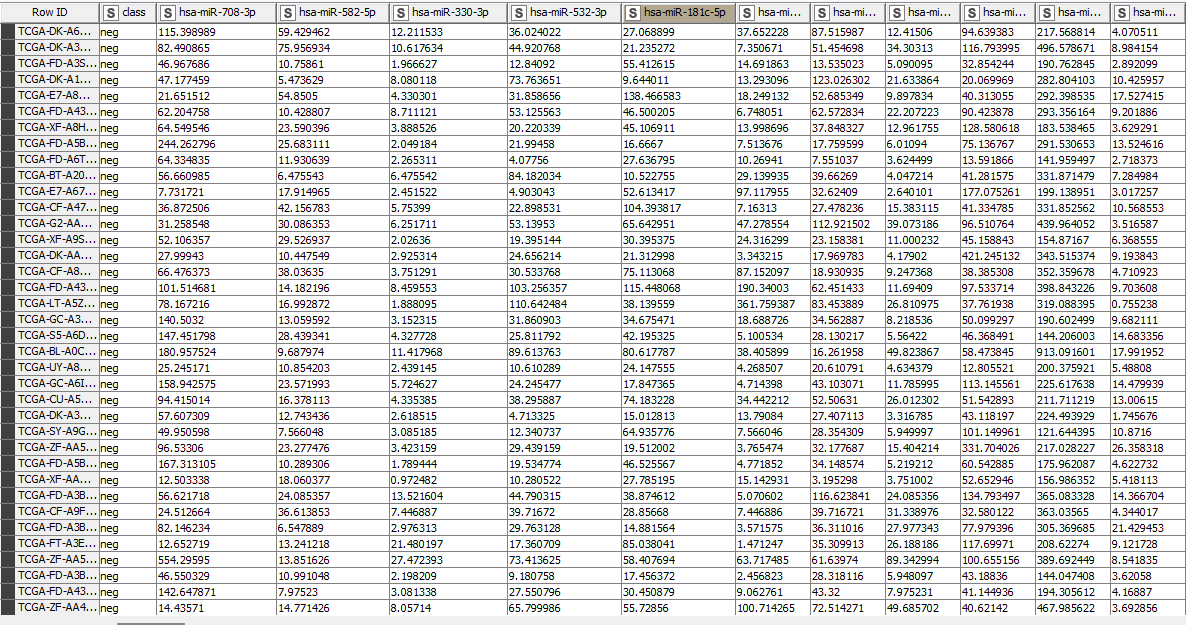 Row ID S class S hsa-miR-708-3p S hsa-miR-582-5p S hsa-miR-330-3p S hsa-miR-532-3p S hsa-miR-181c-5p S hsa-mi... S hsa-mi... S hsa-mi... S hsa-mi... S hsa-mi... S hsa-mi...
TCGA-DK-A6... neg 115.398989 59.429462 12.211533 36.024022 27.068899 37.652228 87.515987 12.41506 94.639383 217.568814 4.070511
TCGA-DK-A3... neg 82.490865 75.956934 10.617634 44.920768 21.235272 7.350671 51.454698 34.30313 116.793995 496.578671 8.984154
TCGA-FD-A3S... neg 46.967686 10.75861 1.966627 12.84092 55.412615 14.691863 13.535023 5.090095 32.854244 190.762845 2.892099
TCGA-DK-A1... neg 47.177459 5.473629 8.080118 73.763651 9.644011 13.293096 123.026302 21.633864 20.069969 282.804103 10.425957
TCGA-E7-A8... neg 21.651512 54.8505 4.330301 31.858656 138.466583 18.249132 52.685349 9.897834 40.313055 292.398535 17.527415
TCGA-FD-A43... neg 62.204758 10.428807 8.711121 53.125563 46.500205 6.748051 62.572834 22.207223 90.423878 293.356164 9.201886
TCGA-XF-A8H... neg 64.549546 23.590396 3.888526 20.220339 45.106911 13.998696 37.848327 12.961755 128.580618 183.538465 3.629291
TCGA-FD-A5B... neg 244.262796 25.683111 2.049184 21.99458 16.6667 7.513676 17.759599 6.01094 75.136767 291.530653 13.524616
TCGA-FD-A6T... neg 64.334835 11.930639 2.265311 4.07756 27.636795 10.26941 7.551037 3.624499 13.591866 141.959497 2.718373
TCGA-BT-A20... neg 56.660985 6.475543 6.475542 84.182034 10.522755 29.139935 39.66269 4.047214 41.281575 331.871479 7.284984
TCGA-E7-A67... neg 7.731721 17.914965 2.451522 4.903043 52.613417 97.117955 32.62409 2.640101 177.075261 199.138951 3.017257
TCGA-CF-A47... neg 36.872506 42.156783 5.75399 22.898531 104.393817 7.16313 27.478236 15.383115 41.334785 331.852562 10.568553
TCGA-G2-AA... neg 31.258548 30.086353 6.251711 53.13953 65.642951 47.278554 112.921502 39.073186 96.510764 439.964052 3.516587
TCGA-XF-A9S... neg 52.106357 29.526937 2.02636 19.395144 30.395375 24.316299 23.158381 11.000232 45.158843 154.87167 6.368555
TCGA-DK-AA... neg 27.99943 10.447549 2.925314 24.656214 21.312998 3.343215 17.969783 4.17902 421.245132 343.515374 9.193843
TCGA-CF-A8... neg 66.476373 38.03635 3.751291 30.533768 75.113068 87.152097 18.930935 9.247368 38.385308 352.359678 4.710923
TCGA-FD-A43... neg 101.514681 14.182196 8.459553 103.256357 115.448068 190.34003 62.451433 11.69409 97.533714 398.843226 9.703608
TCGA-LT-A5Z... neg 78.167216 16.992872 1.888095 110.642484 38.139559 361.759387 83.453889 26.810975 37.761938 319.088395 0.755238
TCGA-GC-A3... neg 140.5032 13.059592 3.152315 31.860903 34.675471 18.688726 34.562887 8.218536 50.099297 190.602499 9.682111
TCGA-S5-A6D... neg 147.451798 28.439341 4.327728 25.811792 42.195325 5.100534 28.130217 5.56422 46.368491 144.206003 14.683356
TCGA-BL-A0C... neg 180.957524 9.687974 11.417968 89.613763 80.617787 38.405899 16.261958 49.823867 58.473845 913.091601 17.991952
TCGA-UY-A8... neg 25.245171 10.854203 2.439145 10.610289 24.147555 4.268507 20.610791 4.634379 12.805521 200.375921 5.48808
TCGA-GC-A6I... neg 158.942575 23.571993 5.724627 24.245477 17.847365 4.714398 43.103071 11.785995 113.145561 225.617638 14.479939
TCGA-CU-A5... neg 94.415014 16.378113 4.335385 38.295887 74.183228 34.442212 52.50631 26.012302 51.542893 211.711219 13.00615
TCGA-DK-A3... neg 57.607309 12.743436 2.618515 4.713325 15.012813 13.79084 27.407113 3.316785 43.118197 224.493929 1.745676
TCGA-SY-A9G... neg 49.950598 7.566048 3.085185 12.340737 64.935776 7.566046 28.354309 5.949997 101.149961 121.644395 10.8716
TCGA-ZF-AA5... neg 96.53306 23.277476 3.423159 29.439159 19.512002 3.765474 32.177687 15.404214 331.704026 217.028227 26.358318
TCGA-FD-A5B... neg 167.313105 10.289306 1.789444 19.534774 46.525567 4.771852 34.148574 5.219212 60.542885 175.962087 4.622732
TCGA-XF-AA... neg 12.503338 18.060377 0.972482 10.280522 27.785195 15.142931 3.195298 3.751002 52.652946 156.986352 5.418113
TCGA-FD-A3B... neg 56.621718 24.085357 13.521604 44.790315 38.874612 5.070602 116.623841 24.085356 134.793497 365.083328 14.366704
TCGA-CF-A9F... neg 24.512664 36.613853 7.446887 39.71672 28.85668 7.446886 39.716721 31.338976 32.580122 363.03565 4.344017
TCGA-FD-A3B... neg 82.146234 6.547889 2.976313 29.763128 14.881564 3.571575 36.311016 27.977343 77.979396 305.369685 21.429453
TCGA-FT-A3E... neg 12.652719 13.241218 21.480197 17.360709 85.038041 1.471247 35.309913 26.188186 117.69971 208.62274 9.121728
TCGA-ZF-AA5... neg 554.29595 13.851626 27.472393 73.413625 58.407694 63.717485 61.63974 89.342994 100.655156 389.692449 8.541835
TCGA-FD-A3B... neg 46.550329 10.991048 2.198209 9.180758 17.456372 2.456823 28.318116 5.948097 43.18836 144.047408 3.62058
TCGA-FD-A43... neg 142.647871 7.97523 3.081338 27.550796 30.450879 9.062761 43.32 7.975231 41.144936 194.305612 4.16887
TCGA-ZF-AA4... neg 14.43571 14.771426 8.05714 65.799986 55.72856 100.714265 72.514271 49.685702 40.62142 467.985622 3.692856